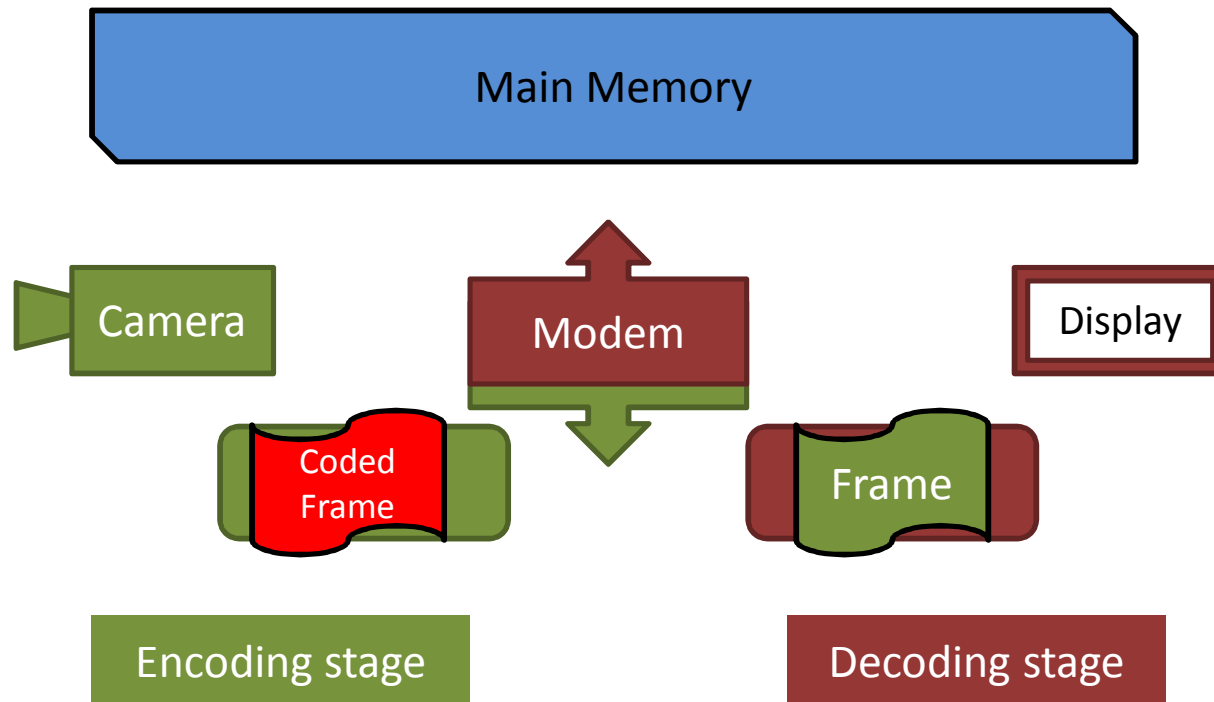 Main Memory
Camera
Modem
Display
Coded
Frame
Frame
Encoding stage
Decoding stage